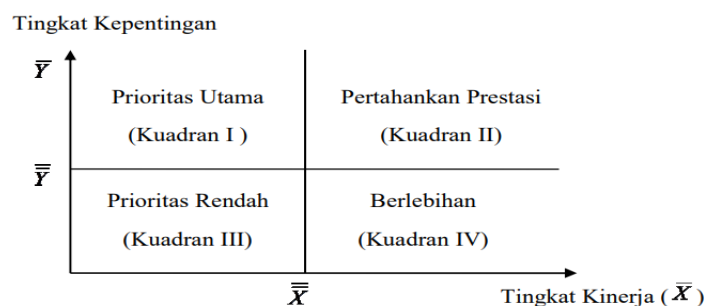 Tingkat Kepentingan
Y̅
Prioritas Utama
(Kuadran I )
Pertahankan Prestasi
(Kuadran II)
Y̿
Prioritas Rendah
(Kuadran III)
Berlebihan
(Kuadran IV)
X̿
Tingkat Kinerja ( X̅ )